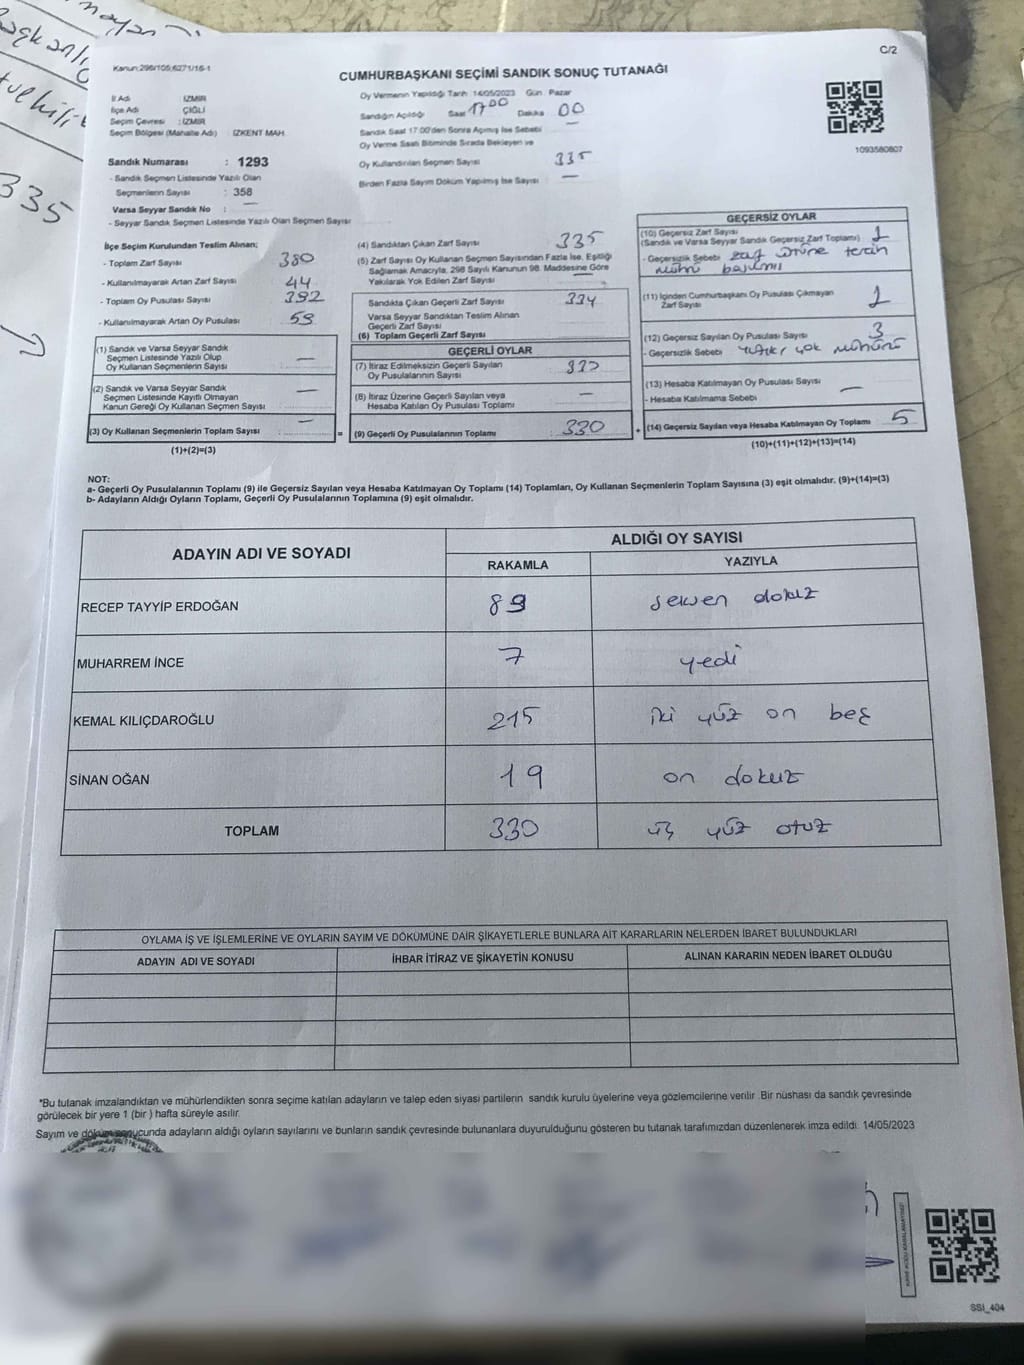 335
C/2
Kanun:298/105;6271/16-1
CUMHURBAŞKANI SEÇİMİ SANDIK SONUÇ TUTANAĞI
İl Adı : İZMİR
İlçe Adı : ÇİĞLİ
Seçim Çevresi : İZMİR
Seçim Bölgesi (Mahalle Adı) : İZKENT MAH.
Oy Vermenin Yapıldığı Tarih: 14/05/2023 Gün : Pazar
Sandığın Açıldığı Saat 17 00 Dakika 00
Sandık Saat 17:00'den Sonra Açılmış İse Sebebi —
Oy Verme Saati Bitiminde Sırada Bekleyen ve
Oy Kullandırılan Seçmen Sayısı 335
Birden Fazla Sayım Döküm Yapılmış İse Sayısı : —
1093580807
Sandık Numarası : 1293
- Sandık Seçmen Listesinde Yazılı Olan
Seçmenlerin Sayısı : 358
Varsa Seyyar Sandık No : —
- Seyyar Sandık Seçmen Listesinde Yazılı Olan Seçmen Sayısı
İlçe Seçim Kurulundan Teslim Alınan;
- Toplam Zarf Sayısı 380
- Kullanılmayarak Artan Zarf Sayısı 44
- Toplam Oy Pusulası Sayısı 392
- Kullanılmayarak Artan Oy Pusulası 59
(1) Sandık ve Varsa Seyyar Sandık
Seçmen Listesinde Yazılı Olup
Oy Kullanan Seçmenlerin Sayısı —
(2) Sandık ve Varsa Seyyar Sandık
Seçmen Listesinde Kayıtlı Olmayan
Kanun Gereği Oy Kullanan Seçmen Sayısı —
(3) Oy Kullanan Seçmenlerin Toplam Sayısı —
(1)+(2)=(3)
(4) Sandıktan Çıkan Zarf Sayısı 335
(5) Zarf Sayısı Oy Kullanan Seçmen Sayısından Fazla İse, Eşitliği
Sağlamak Amacıyla, 298 Sayılı Kanunun 98. Maddesine Göre
Yakılarak Yok Edilen Zarf Sayısı —
Sandıkta Çıkan Geçerli Zarf Sayısı 334
Varsa Seyyar Sandıktan Teslim Alınan
Geçerli Zarf Sayısı
(6) Toplam Geçerli Zarf Sayısı
GEÇERLİ OYLAR
(7) İtiraz Edilmeksizin Geçerli Sayılan
Oy Pusulalarının Sayısı
(8) İtiraz Üzerine Geçerli Sayılan veya
Hesaba Katılan Oy Pusulası Toplamı —
= (9) Geçerli Oy Pusulalarının Toplamı 330 +
GEÇERSİZ OYLAR
(10) Geçersiz Zarf Sayısı
(Sandık ve Varsa Seyyar Sandık Geçersiz Zarf Toplamı) 1
- Geçersizlik Sebebi zarf üstüne tercih
mührü basılmış
(11) İçinden Cumhurbaşkanı Oy Pusulası Çıkmayan
Zarf Sayısı 1
(12) Geçersiz Sayılan Oy Pusulası Sayısı 3
- Geçersizlik Sebebi çok
(13) Hesaba Katılmayan Oy Pusulası Sayısı
- Hesaba Katılmama Sebebi —
(14) Geçersiz Sayılan veya Hesaba Katılmayan Oy Toplamı 5
(10)+(11)+(12)+(13)=(14)
NOT:
a- Geçerli Oy Pusulalarının Toplamı (9) ile Geçersiz Sayılan veya Hesaba Katılmayan Oy Toplamı (14) Toplamları, Oy Kullanan Seçmenlerin Toplam Sayısına (3) eşit olmalıdır. (9)+(14)=(3)
b- Adayların Aldığı Oyların Toplamı, Geçerli Oy Pusulalarının Toplamına (9) eşit olmalıdır.
ADAYIN ADI VE SOYADI
ALDIĞI OY SAYISI
RAKAMLA YAZIYLA
RECEP TAYYİP ERDOĞAN 89 seksen dokuz
MUHARREM İNCE 7 yedi
KEMAL KILIÇDAROĞLU 215 iki yüz on beş
SİNAN OĞAN 19 on dokuz
TOPLAM 330 üç yüz otuz
OYLAMA İŞ VE İŞLEMLERİNE VE OYLARIN SAYIM VE DÖKÜMÜNE DAİR ŞİKAYETLERLE BUNLARA AİT KARARLARIN NELERDEN İBARET BULUNDUKLARI
ADAYIN ADI VE SOYADI İHBAR İTİRAZ VE ŞİKAYETİN KONUSU ALINAN KARARIN NEDEN İBARET OLDUĞU
*Bu tutanak imzalandıktan ve mühürlendikten sonra seçime katılan adayların ve talep eden siyasi partilerin sandık kurulu üyelerine veya gözlemcilerine verilir .Bir nüshası da sandık çevresinde
görülecek bir yere 1 (bir ) hafta süreyle asılır.
Sayım ve döküm sonucunda adayların aldığı oyların sayılarını ve bunların sandık çevresinde bulunanlara duyurulduğunu gösteren bu tutanak tarafımızdan düzenlenerek imza edildi. 14/05/2023
SSI_404